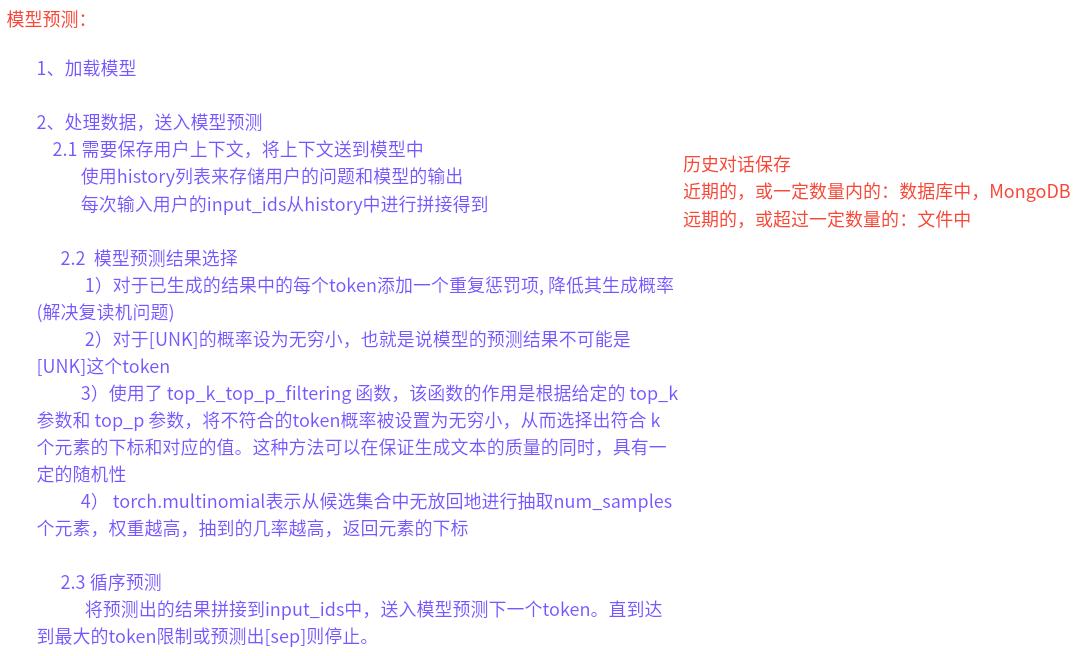 模型预测：
1、加载模型
2、处理数据，送入模型预测
2.1 需要保存用户上下文，将上下文送到模型中
使用history列表来存储用户的问题和模型的输出
每次输入用户的input_ids从history中进行拼接得到
历史对话保存
近期的，或一定数量内的：数据库中，MongoDB
远期的，或超过一定数量的：文件中
2.2 模型预测结果选择
1）对于已生成的结果中的每个token添加一个重复惩罚项, 降低其生成概率
(解决复读机问题)
2）对于[UNK]的概率设为无穷小，也就是说模型的预测结果不可能是
[UNK]这个token
3）使用了 top_k_top_p_filtering 函数，该函数的作用是根据给定的 top_k
参数和 top_p 参数，将不符合的token概率被设置为无穷小，从而选择出符合 k
个元素的下标和对应的值。这种方法可以在保证生成文本的质量的同时，具有一
定的随机性
4） torch.multinomial表示从候选集合中无放回地进行抽取num_samples
个元素，权重越高，抽到的几率越高，返回元素的下标
2.3 循序预测
将预测出的结果拼接到input_ids中，送入模型预测下一个token。直到达
到最大的token限制或预测出[sep]则停止。